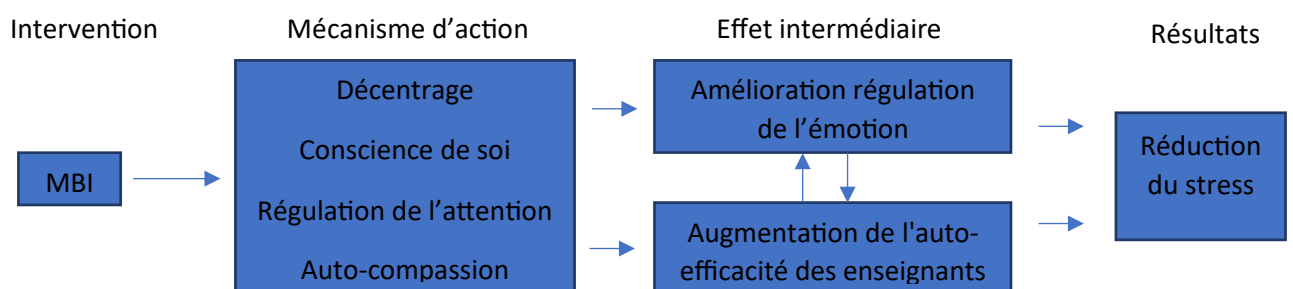 Intervention
Mécanisme d’action
Effet intermédiaire
Résultats
MBI
Décentrage
Conscience de soi
Régulation de l’attention
Auto-compassion
Amélioration régulation
de l’émotion
Augmentation de l'auto-
efficacité des enseignants
Réduction
du stress